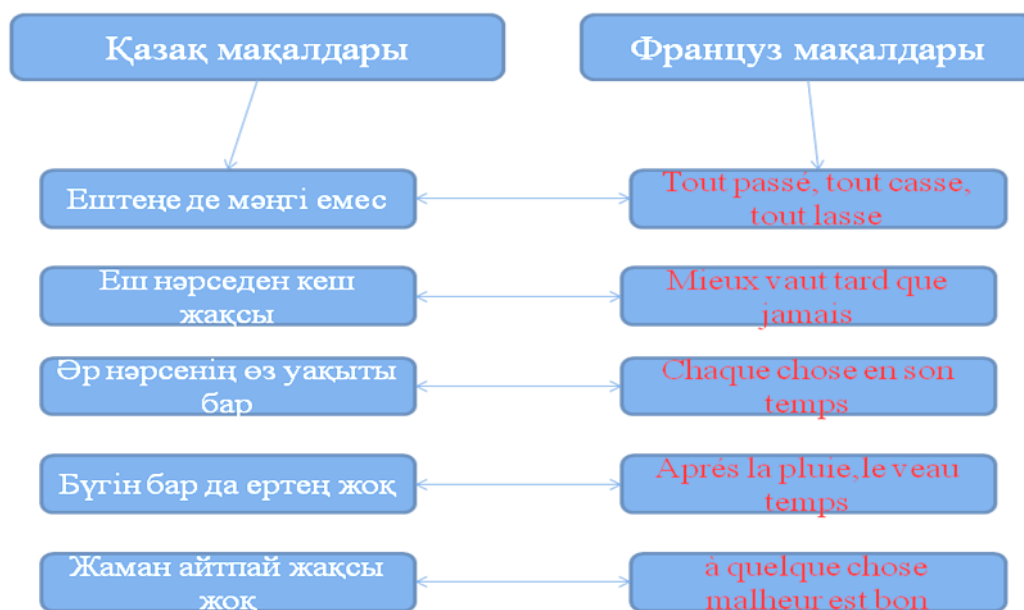 Қазақ мақалдары
Француз мақалдары
Ештеңе де мәңгі емес
Tout passé, tout casse,
tout lasse
Еш нәрседен кеш
жақсы
Mieux vaut tard que
jamais
Әр нәрсенің өз уақыты
бар
Chaque chose en son
temps
Бүгін бар да ертең жоқ
Aprés la pluie,le veau
temps
Жаман айтпай жақсы
жоқ
à quelque chose
malheur est bon